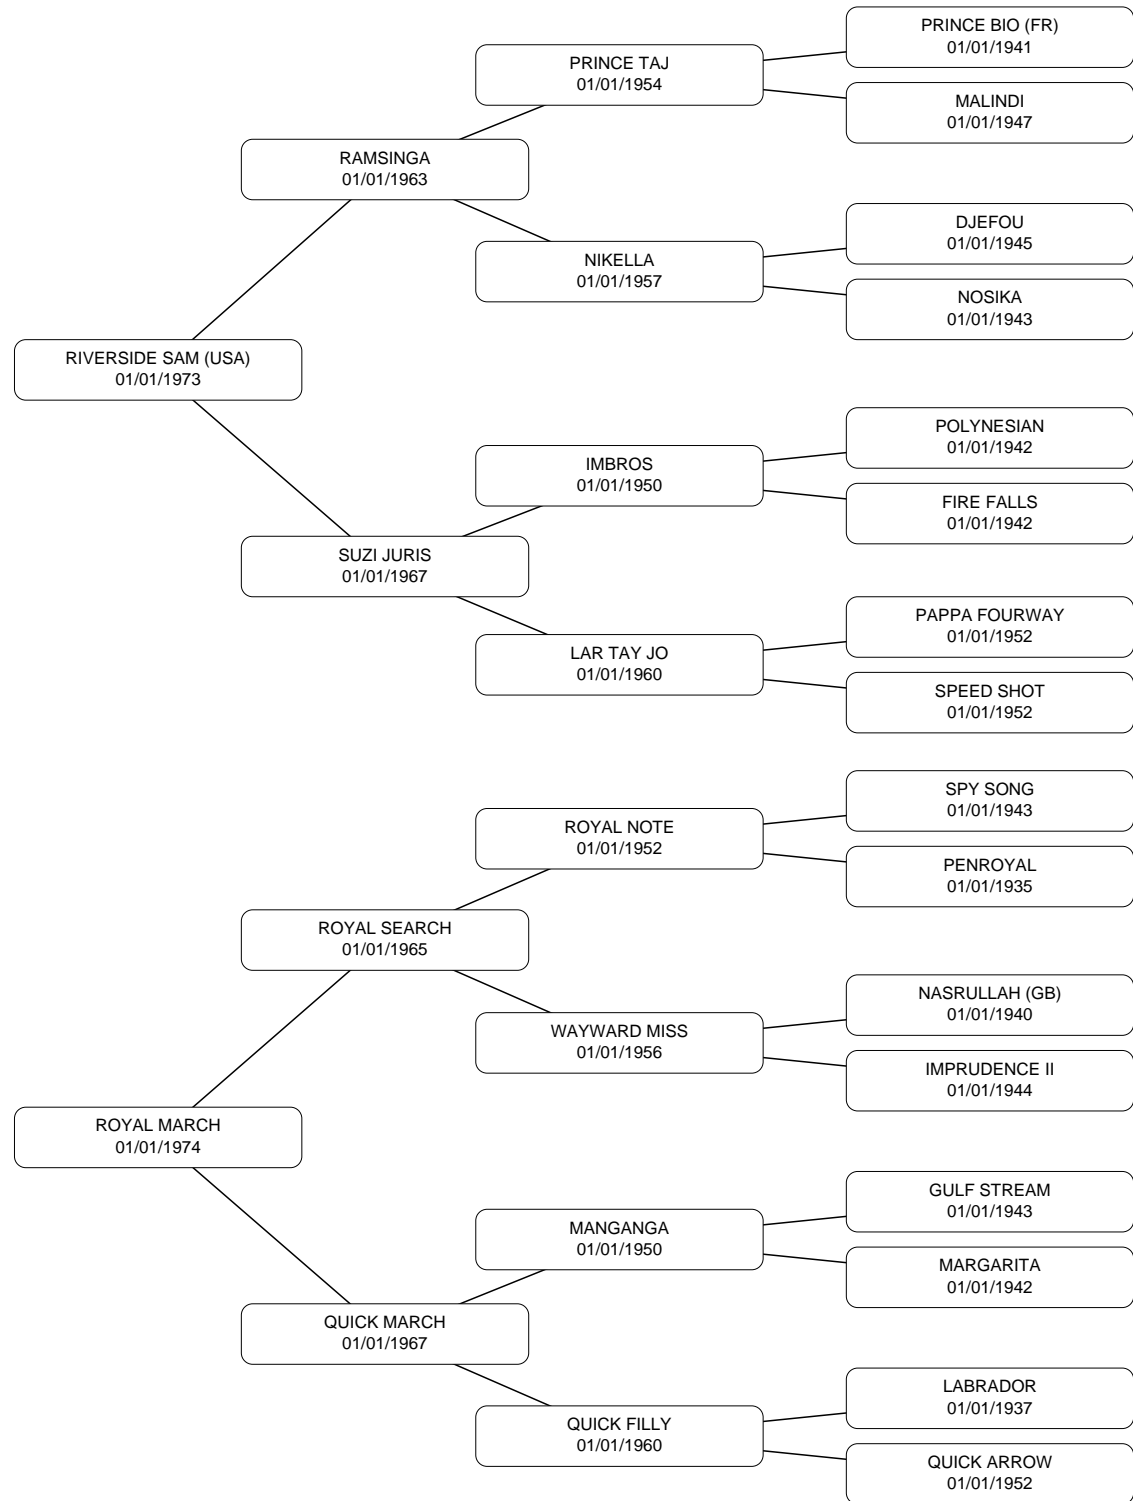 PRINCE BIO (FR)
01/01/1941
PRINCE TAJ
01/01/1954
MALINDI
01/01/1947
RAMSINGA
01/01/1963
DJEFOU
01/01/1945
NIKELLA
01/01/1957
NOSIKA
01/01/1943
RIVERSIDE SAM (USA)
01/01/1973
POLYNESIAN
01/01/1942
IMBROS
01/01/1950
FIRE FALLS
01/01/1942
SUZI JURIS
01/01/1967
PAPPA FOURWAY
01/01/1952
LAR TAY JO
01/01/1960
SPEED SHOT
01/01/1952
SPY SONG
01/01/1943
ROYAL NOTE
01/01/1952
PENROYAL
01/01/1935
ROYAL SEARCH
01/01/1965
NASRULLAH (GB)
01/01/1940
WAYWARD MISS
01/01/1956
IMPRUDENCE II
01/01/1944
ROYAL MARCH
01/01/1974
GULF STREAM
01/01/1943
MANGANGA
01/01/1950
MARGARITA
01/01/1942
QUICK MARCH
01/01/1967
LABRADOR
01/01/1937
QUICK FILLY
01/01/1960
QUICK ARROW
01/01/1952